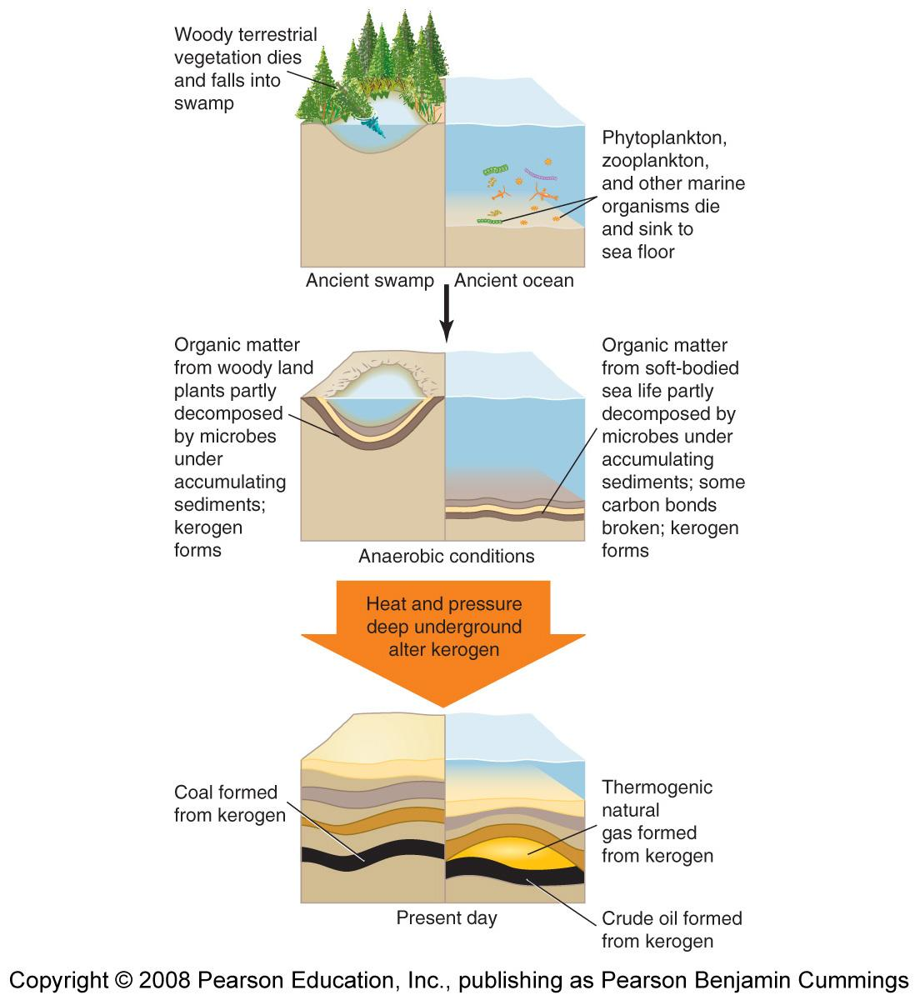 Woody terrestrial
vegetation dies
and falls into
swamp
Phytoplankton,
zooplankton,
and other marine
organisms die
and sink to
sea floor
Ancient swamp
Ancient ocean
Organic matter
from woody land
plants partly
decomposed
by microbes
under
accumulating
sediments;
kerogen
forms
Organic matter
from soft-bodied
sea life partly
decomposed by
microbes under
accumulating
sediments; some
carbon bonds
broken; kerogen
forms
Anaerobic conditions
Heat and pressure
deep underground
alter kerogen
Coal formed
from kerogen
Thermogenic
natural
gas formed
from kerogen
Crude oil formed
from kerogen
Present day
Copyright © 2008 Pearson Education, Inc., publishing as Pearson Benjamin Cummings